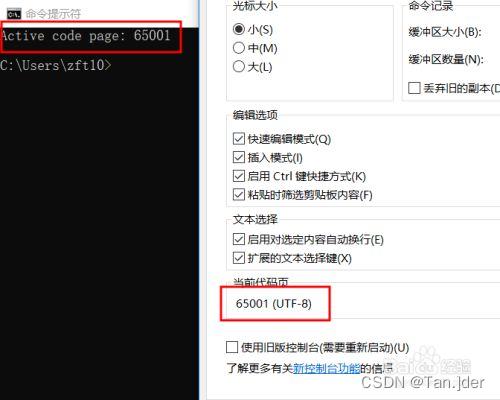 命令提示符
Active code page: 65001
C:\Users\zft10>
光标大小
小(S)
中(M)
大(L)
命令记录
缓冲区大小(B):
缓冲区数量(N):
丢弃旧的副本(D
编辑选项
快速编辑模式(Q)
插入模式(I)
启用 Ctrl 键快捷方式(K)
粘贴时筛选剪贴板内容(F)
文本选择
启用对选定内容自动换行(E)
扩展的文本选择键(X)
当前代码页
65001 (UTF-8)
使用旧版控制台(需要重新启动)(U)
了解更多有关新控制台功能的信息
Baidu 经验
CSDN @Tan.jder